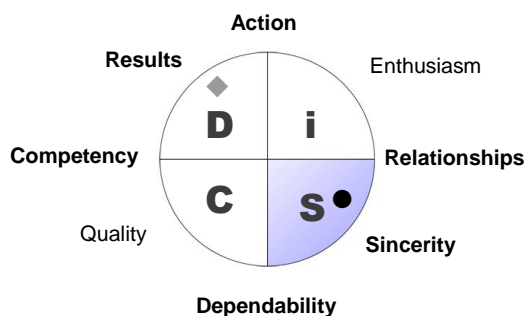 Action
Results
Enthusiasm
D
i
Competency
Relationships
C
S
Quality
Sincerity
Dependability